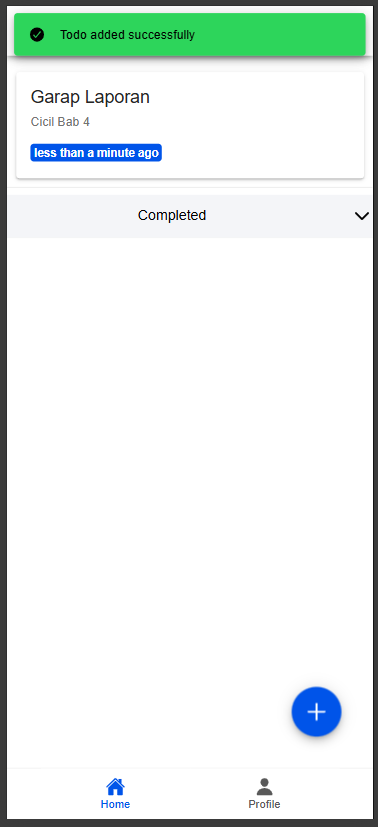 Todo added successfully
Garap Laporan
Cicil Bab 4
less than a minute ago
Completed
Home
Profile